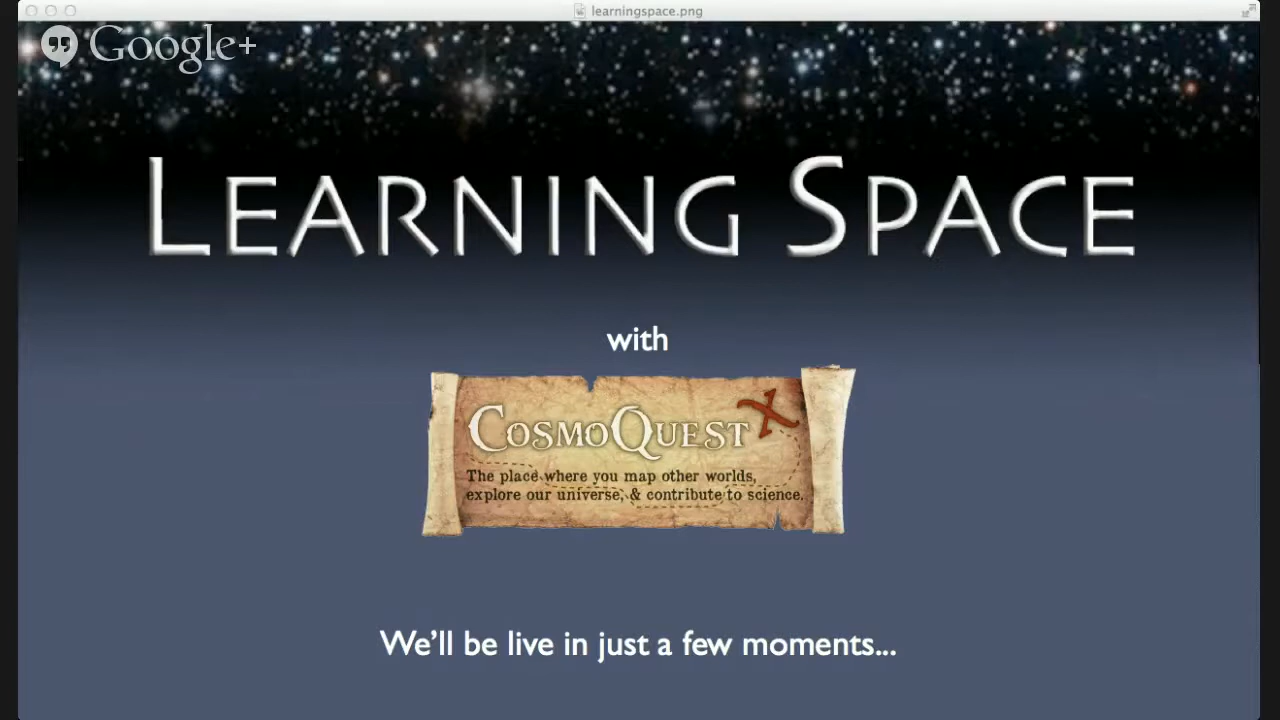 learningspace.png
Google+
LEARNING SPACE
with
COSMOQUEST
The place where you map other worlds,
explore our universe, & contribute to science.
We'll be live in just a few moments...